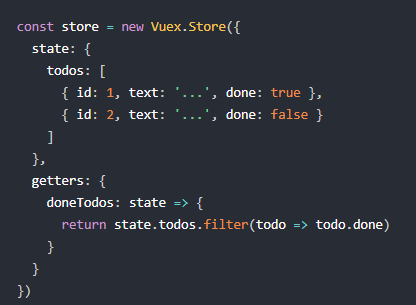 const store = new Vuex.Store({
  state: {
    todos: [
      { id: 1, text: '...', done: true },
      { id: 2, text: '...', done: false }
    ]
  },
  getters: {
    doneTodos: state => {
      return state.todos.filter(todo => todo.done)
    }
  }
})